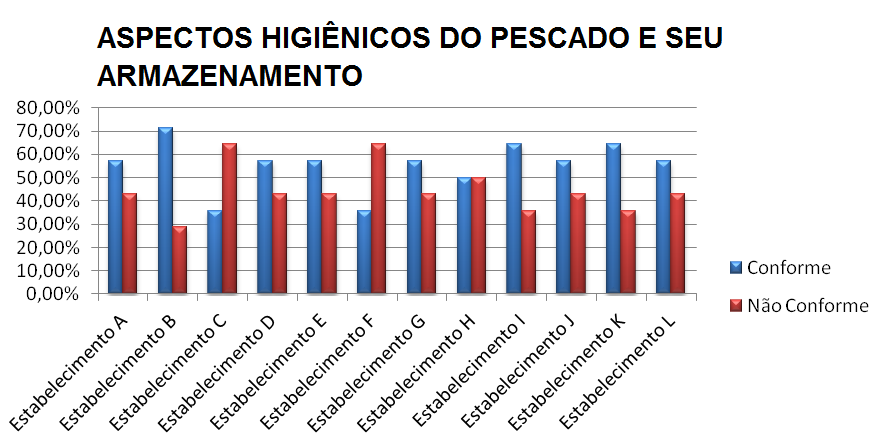 ASPECTOS HIGIÊNICOS DO PESCADO E SEU
ARMAZENAMENTO
80,00%
70,00%
60,00%
50,00%
40,00%
30,00%
20,00%
10,00%
0,00%
Estabelecimento A
Estabelecimento B
Estabelecimento C
Estabelecimento D
Estabelecimento E
Estabelecimento F
Estabelecimento G
Estabelecimento H
Estabelecimento I
Estabelecimento J
Estabelecimento K
Estabelecimento L
Conforme
Não Conforme